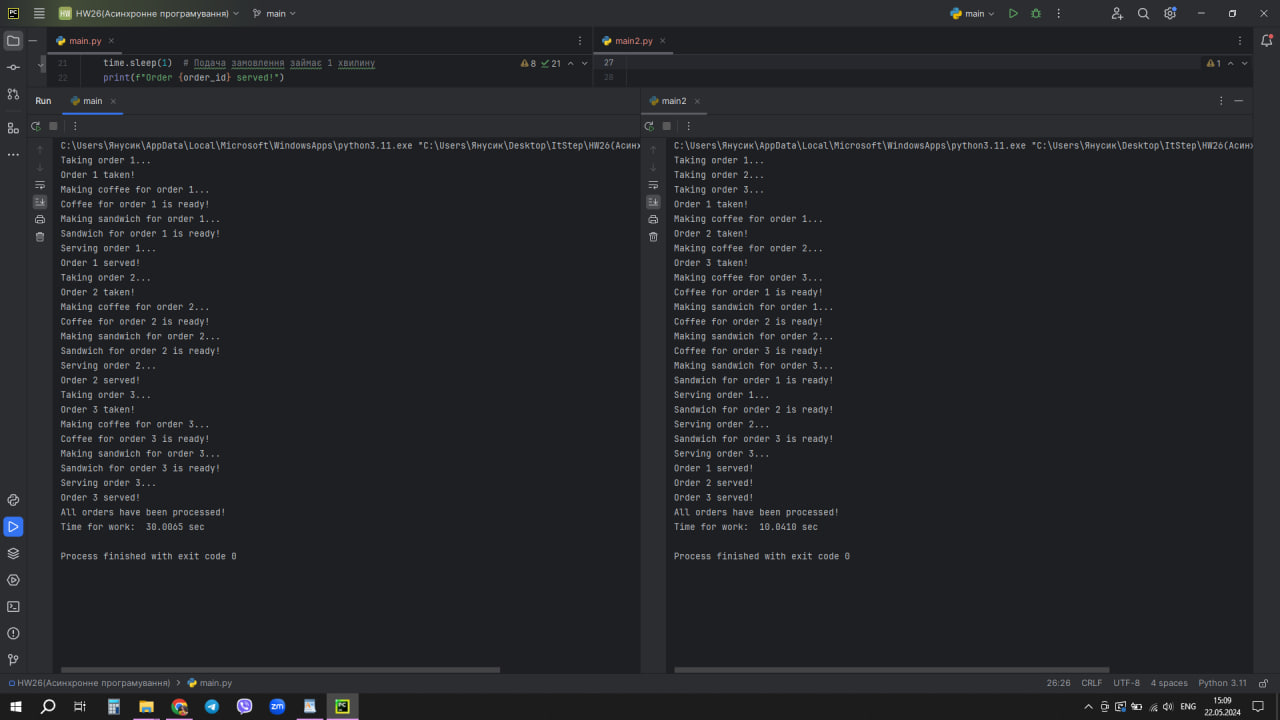 HW HW26(Асинхронне програмування) main main
main.py main2.py
21 time.sleep(1) # Подача замовлення займає 1 хвилину 8 21 27 1
22 print(f"Order {order_id} served!") 28
Run main main2
C:\Users\Янусик\AppData\Local\Microsoft\WindowsApps\python3.11.exe "C:\Users\Янусик\Desktop\ItStep\HW26(Асин
Taking order 1...
Order 1 taken!
Making coffee for order 1...
Coffee for order 1 is ready!
Making sandwich for order 1...
Sandwich for order 1 is ready!
Serving order 1...
Order 1 served!
Taking order 2...
Order 2 taken!
Making coffee for order 2...
Coffee for order 2 is ready!
Making sandwich for order 2...
Sandwich for order 2 is ready!
Serving order 2...
Order 2 served!
Taking order 3...
Order 3 taken!
Making coffee for order 3...
Coffee for order 3 is ready!
Making sandwich for order 3...
Sandwich for order 3 is ready!
Serving order 3...
Order 3 served!
All orders have been processed!
Time for work:  30.0065 sec
Process finished with exit code 0
C:\Users\Янусик\AppData\Local\Microsoft\WindowsApps\python3.11.exe "C:\Users\Янусик\Desktop\ItStep\HW26(Асинх
Taking order 1...
Taking order 2...
Taking order 3...
Order 1 taken!
Making coffee for order 1...
Order 2 taken!
Making coffee for order 2...
Order 3 taken!
Making coffee for order 3...
Coffee for order 1 is ready!
Making sandwich for order 1...
Coffee for order 2 is ready!
Making sandwich for order 2...
Coffee for order 3 is ready!
Making sandwich for order 3...
Sandwich for order 1 is ready!
Serving order 1...
Sandwich for order 2 is ready!
Serving order 2...
Sandwich for order 3 is ready!
Serving order 3...
Order 1 served!
Order 2 served!
Order 3 served!
All orders have been processed!
Time for work:  10.0410 sec
Process finished with exit code 0
HW26(Асинхронне програмування) > main.py 26:26 CRLF UTF-8 4 spaces Python 3.11
ENG 15:09
22.05.2024